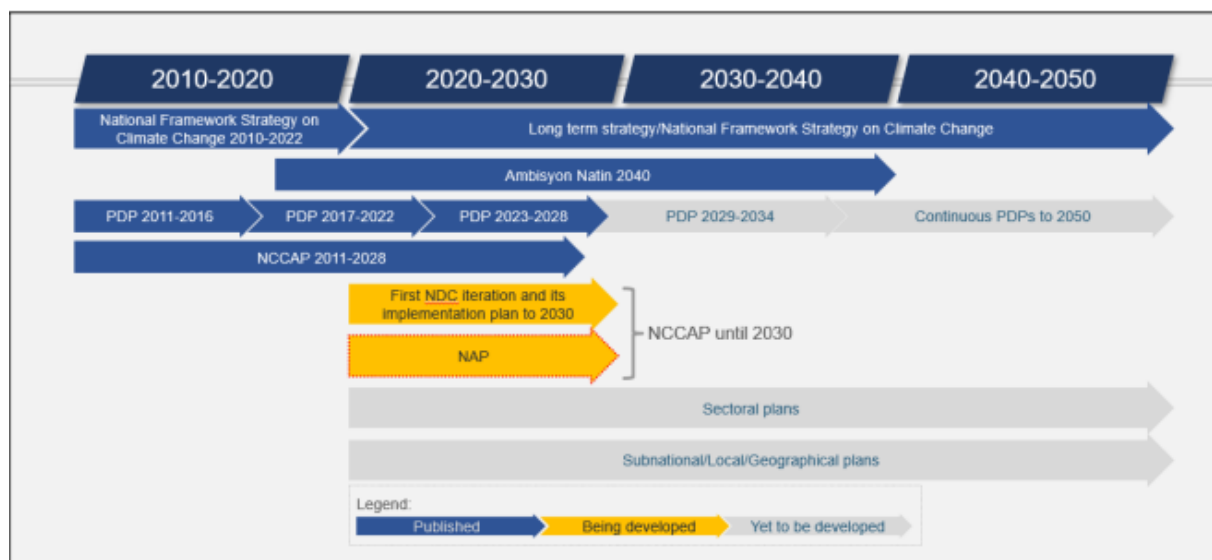 2010-2020
2020-2030
2030-2040
2040-2050
National Framework Strategy on
Climate Change 2010-2022
Long term strategy/National Framework Strategy on Climate Change
Ambisyon Natin 2040
PDP 2011-2016
PDP 2017-2022
PDP 2023-2028
PDP 2029-2034
Continuous PDPs to 2050
NCCAP 2011-2028
First NDC iteration and its
implementation plan to 2030
NAP
NCCAP until 2030
Sectoral plans
Subnational/Local/Geographical plans
Legend:
Published
Being developed
Yet to be developed